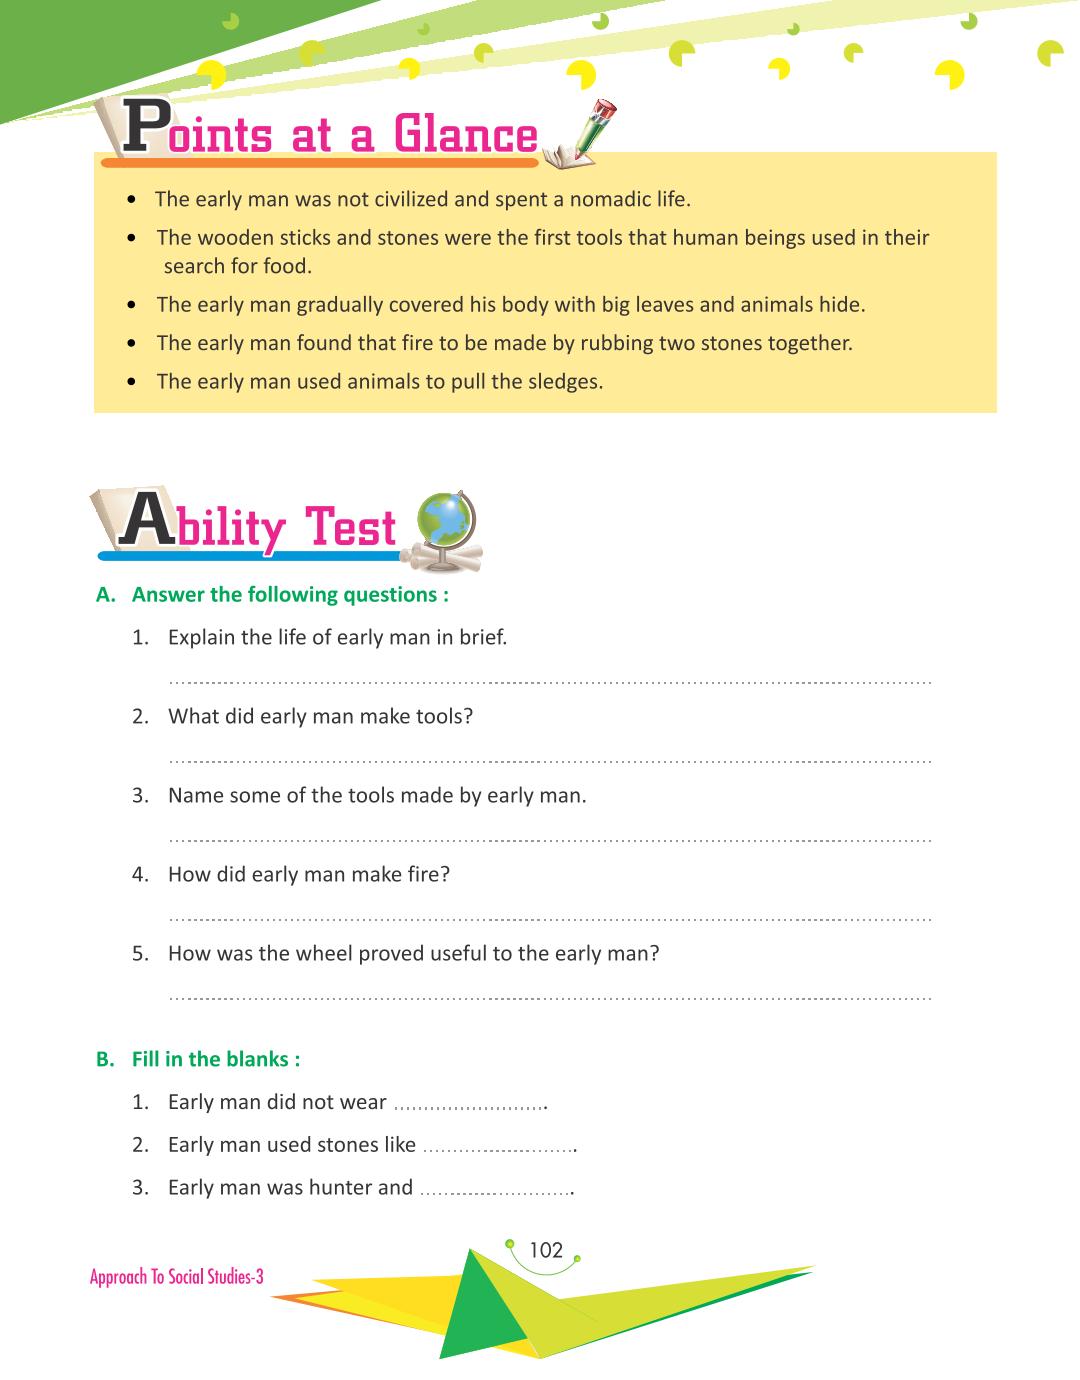 Points at a Glance
• The early man was not civilized and spent a nomadic life.
• The wooden sticks and stones were the first tools that human beings used in their
search for food.
• The early man gradually covered his body with big leaves and animals hide.
• The early man found that fire to be made by rubbing two stones together.
• The early man used animals to pull the sledges.
Ability Test
A. Answer the following questions :
1. Explain the life of early man in brief.
................................................................................
2. What did early man make tools?
................................................................................
3. Name some of the tools made by early man.
................................................................................
4. How did early man make fire?
................................................................................
5. How was the wheel proved useful to the early man?
................................................................................
B. Fill in the blanks :
1. Early man did not wear ........................
2. Early man used stones like ........................
3. Early man was hunter and ........................
102
Approach To Social Studies-3